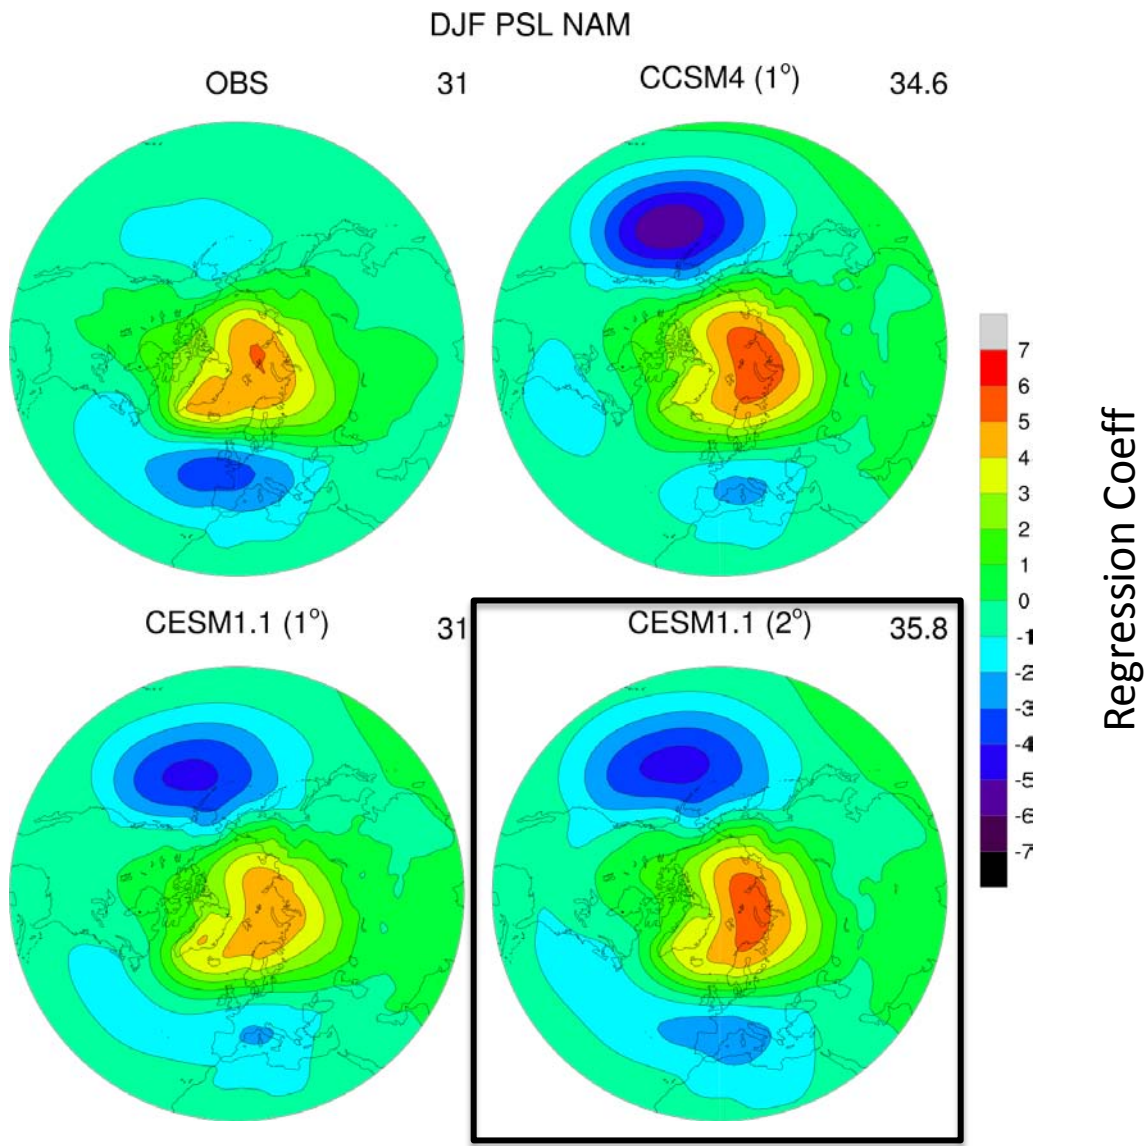 DJF PSL NAM
OBS 31
CCSM4 (1°) 34.6
CESM1.1 (1°) 31
CESM1.1 (2°) 35.8
7
6
5
4
3
2
1
0
-1
-2
-3
-4
-5
-6
-7
Regression Coeff